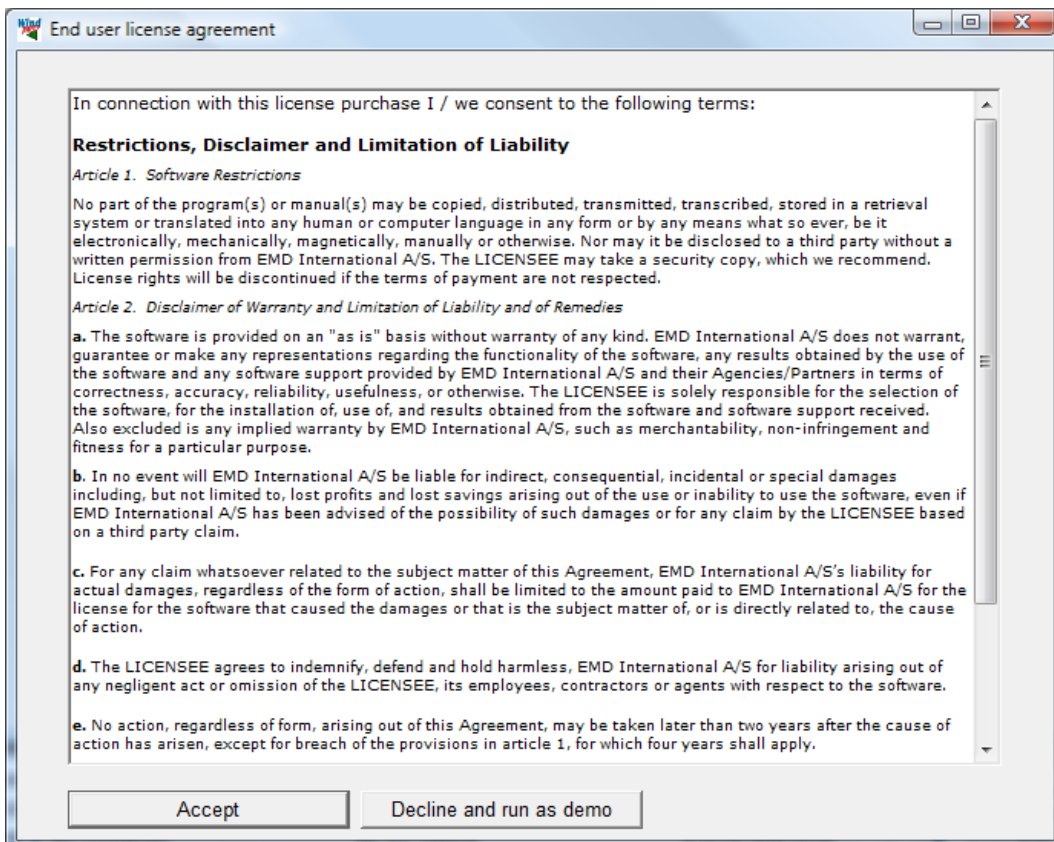 Wind
PRO
End user license agreement
In connection with this license purchase I / we consent to the following terms:
Restrictions, Disclaimer and Limitation of Liability
Article 1. Software Restrictions
No part of the program(s) or manual(s) may be copied, distributed, transmitted, transcribed, stored in a retrieval
system or translated into any human or computer language in any form or by any means what so ever, be it
electronically, mechanically, magnetically, manually or otherwise. Nor may it be disclosed to a third party without a
written permission from EMD International A/S. The LICENSEE may take a security copy, which we recommend.
License rights will be discontinued if the terms of payment are not respected.
Article 2. Disclaimer of Warranty and Limitation of Liability and of Remedies
a. The software is provided on an "as is" basis without warranty of any kind. EMD International A/S does not warrant,
guarantee or make any representations regarding the functionality of the software, any results obtained by the use of
the software and any software support provided by EMD International A/S and their Agencies/Partners in terms of
correctness, accuracy, reliability, usefulness, or otherwise. The LICENSEE is solely responsible for the selection of
the software, for the installation of, use of, and results obtained from the software and software support received.
Also excluded is any implied warranty by EMD International A/S, such as merchantability, non-infringement and
fitness for a particular purpose.
b. In no event will EMD International A/S be liable for indirect, consequential, incidental or special damages
including, but not limited to, lost profits and lost savings arising out of the use or inability to use the software, even if
EMD International A/S has been advised of the possibility of such damages or for any claim by the LICENSEE based
on a third party claim.
c. For any claim whatsoever related to the subject matter of this Agreement, EMD International A/S's liability for
actual damages, regardless of the form of action, shall be limited to the amount paid to EMD International A/S for the
license for the software that caused the damages or that is the subject matter of, or is directly related to, the cause
of action.
d. The LICENSEE agrees to indemnify, defend and hold harmless, EMD International A/S for liability arising out of
any negligent act or omission of the LICENSEE, its employees, contractors or agents with respect to the software.
e. No action, regardless of form, arising out of this Agreement, may be taken later than two years after the cause of
action has arisen, except for breach of the provisions in article 1, for which four years shall apply.
Accept
Decline and run as demo